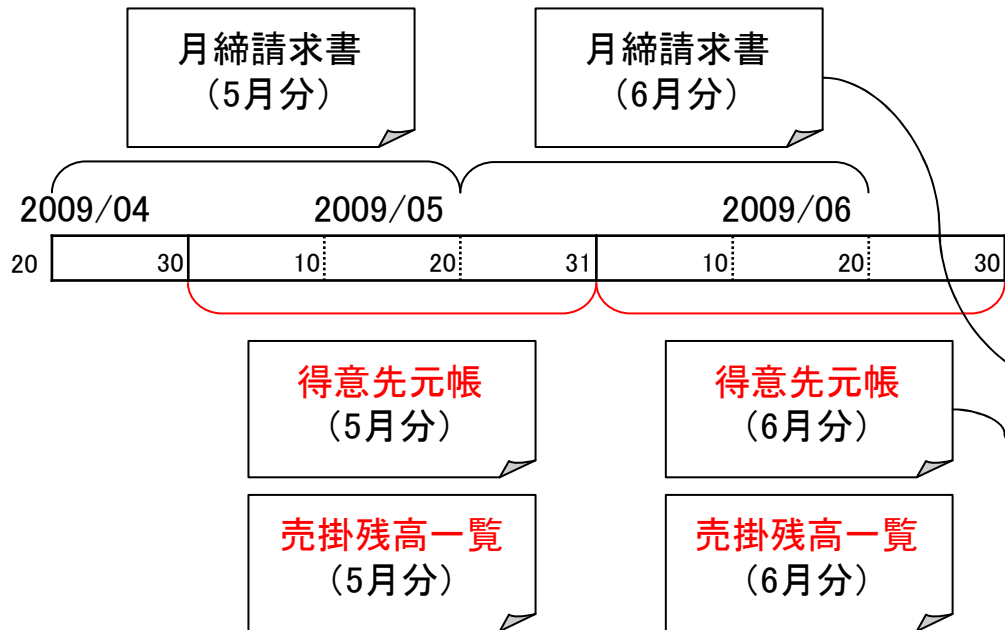 月締請求書
(5月分)
月締請求書
(6月分)
2009/04
2009/05
2009/06
20
30
10
20
31
10
20
30
得意先元帳
(5月分)
得意先元帳
(6月分)
売掛残高一覧
(5月分)
売掛残高一覧
(6月分)